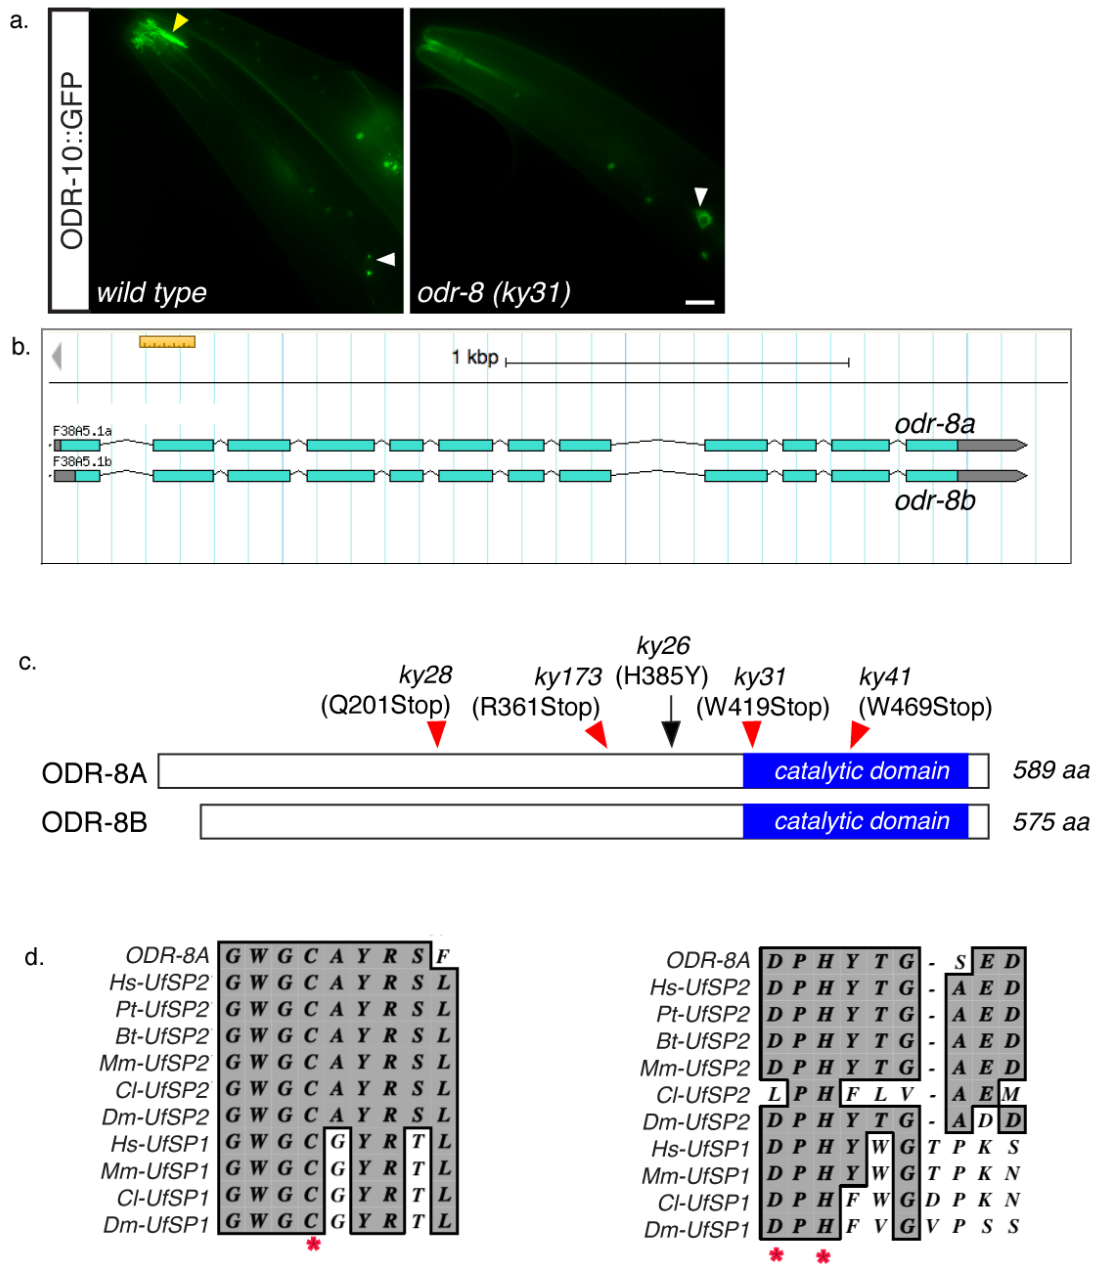 a.
ODR-10::GFP
wild type
odr-8 (ky31)
b.
1 kbp
F38A5.1a
odr-8a
F38A5.1b
odr-8b
c.
ky28
(Q201Stop)
ky173
(R361Stop)
ky26
(H385Y)
ky31
(W419Stop)
ky41
(W469Stop)
ODR-8A catalytic domain 589 aa
ODR-8B catalytic domain 575 aa
d.
ODR-8A G W G C A Y R S F
Hs-UfSP2 G W G C A Y R S L
Pt-UfSP2 G W G C A Y R S L
Bt-UfSP2 G W G C A Y R S L
Mm-UfSP2 G W G C A Y R S L
Cl-UfSP2 G W G C A Y R S L
Dm-UfSP2 G W G C A Y R S L
Hs-UfSP1 G W G C G Y R T L
Mm-UfSP1 G W G C G Y R T L
Cl-UfSP1 G W G C G Y R T L
Dm-UfSP1 G W G C G Y R T L
*
ODR-8A D P H Y T G - S E D
Hs-UfSP2 D P H Y T G - A E D
Pt-UfSP2 D P H Y T G - A E D
Bt-UfSP2 D P H Y T G - A E D
Mm-UfSP2 D P H Y T G - A E D
Cl-UfSP2 L P H F L V - A E M
Dm-UfSP2 D P H Y T G - A D D
Hs-UfSP1 D P H Y W G T P K S
Mm-UfSP1 D P H Y W G T P K N
Cl-UfSP1 D P H F W G D P K N
Dm-UfSP1 D P H F V G V P S S
* *